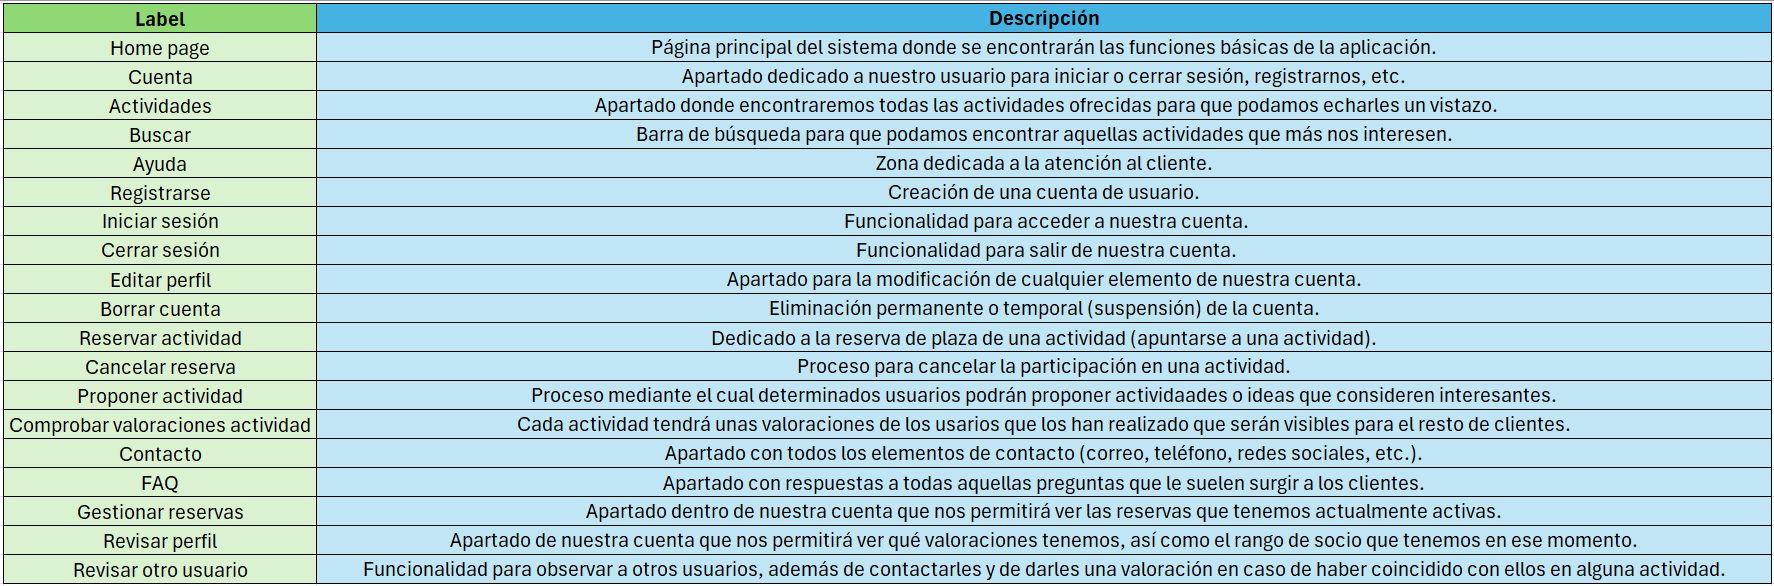 Label Descripción
Home page Página principal del sistema donde se encontrarán las funciones básicas de la aplicación.
Cuenta Apartado dedicado a nuestro usuario para iniciar o cerrar sesión, registrarnos, etc.
Actividades Apartado donde encontraremos todas las actividades ofrecidas para que podamos echarles un vistazo.
Buscar Barra de búsqueda para que podamos encontrar aquellas actividades que más nos interesen.
Ayuda Zona dedicada a la atención al cliente.
Registrarse Creación de una cuenta de usuario.
Iniciar sesión Funcionalidad para acceder a nuestra cuenta.
Cerrar sesión Funcionalidad para salir de nuestra cuenta.
Editar perfil Apartado para la modificación de cualquier elemento de nuestra cuenta.
Borrar cuenta Eliminación permanente o temporal (suspensión) de la cuenta.
Reservar actividad Dedicado a la reserva de plaza de una actividad (apuntarse a una actividad).
Cancelar reserva Proceso para cancelar la participación en una actividad.
Proponer actividad Proceso mediante el cual determinados usuarios podrán proponer actividaades o ideas que consideren interesantes.
Comprobar valoraciones actividad Cada actividad tendrá unas valoraciones de los usarios que los han realizado que serán visibles para el resto de clientes.
Contacto Apartado con todos los elementos de contacto (correo, teléfono, redes sociales, etc.).
FAQ Apartado con respuestas a todas aquellas preguntas que le suelen surgir a los clientes.
Gestionar reservas Apartado dentro de nuestra cuenta que nos permitirá ver las reservas que tenemos actualmente activas.
Revisar perfil Apartado de nuestra cuenta que nos permitirá ver qué valoraciones tenemos, así como el rango de socio que tenemos en ese momento.
Revisar otro usuario Funcionalidad para observar a otros usuarios, además de contactarles y de darles una valoración en caso de haber coincidido con ellos en alguna actividad.